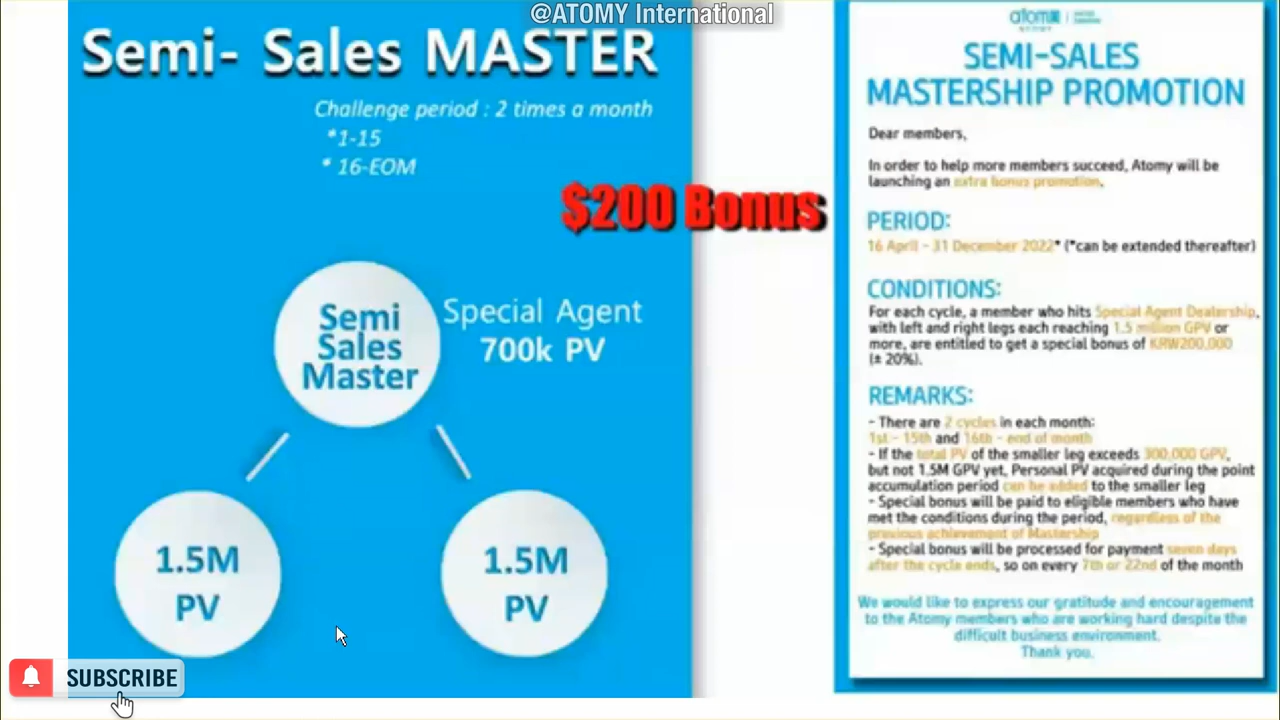 @ATOMY International
Semi- Sales MASTER
Challenge period : 2 times a month
*1-15
* 16-EOM
$200 Bonus
Semi
Sales
Master
Special Agent
700k PV
1.5M
PV
1.5M
PV
SUBSCRIBE
atom
SEMI-SALES
MASTERSHIP PROMOTION
Dear members,
In order to help more members succeed, Atomy will be
launching an extra bonus promotion.
PERIOD:
16 April - 31 December 2022* (*can be extended thereafter)
CONDITIONS:
For each cycle, a member who hits Special Agent Dealership,
with left and right legs each reaching 1.5 million GPV or
more, are entitled to get a special bonus of KRW200,000
(± 20%).
REMARKS:
- There are 2 cycles in each month:
1st - 15th and 16th - end of month
- If the total PV of the smaller leg exceeds 300,000 GPV,
but not 1.5M GPV yet, Personal PV acquired during the point
accumulation period can be added to the smaller leg
- Special bonus will be paid to eligible members who have
met the conditions during the period, regardless of the
previous achievement of Mastership
- Special bonus will be processed for payment seven days
after the cycle ends, so on every 7th or 22nd of the month
We would like to express our gratitude and encouragement
to the Atomy members who are working hard despite the
difficult business environment.
Thank you.